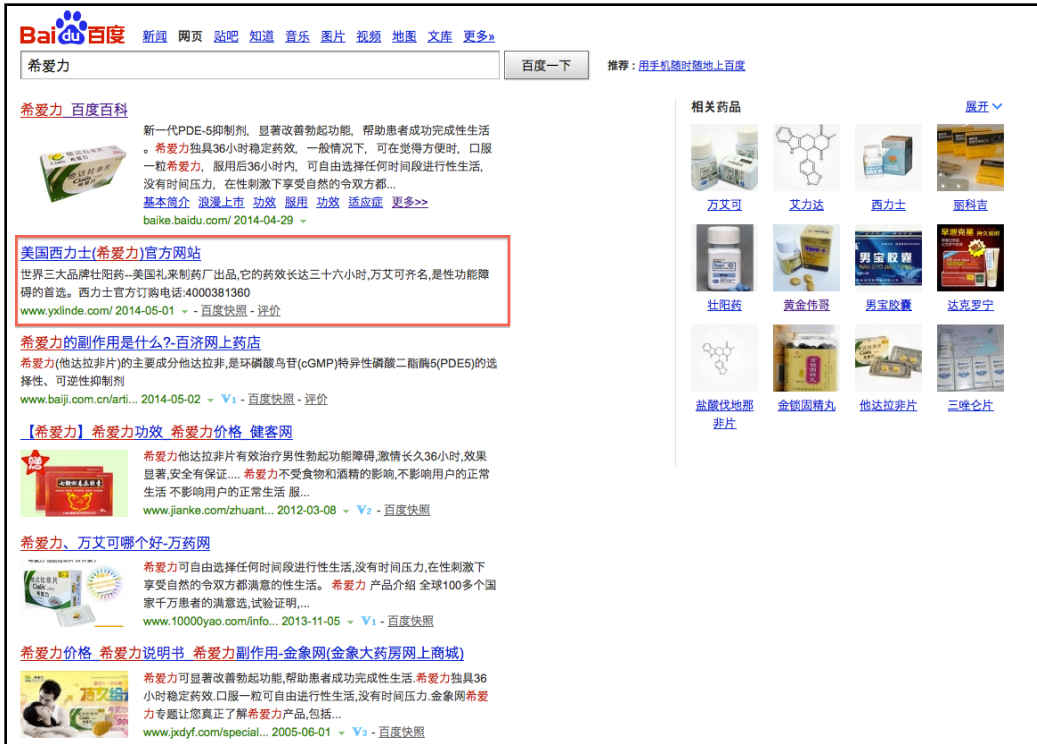 Bai du 百度 新闻 网页 贴吧 知道 音乐 图片 视频 地图 文库 更多»
希爱力 百度一下 推荐 : 用手机随时随地上百度
希爱力_百度百科
新一代PDE-5抑制剂，显著改善勃起功能，帮助患者成功完成性生活
。希爱力独具36小时稳定药效，一般情况下，可在觉得方便时，口服
一粒希爱力，服用后36小时内，可自由选择任何时间段进行性生活，
没有时间压力，在性刺激下享受自然的令双方都...
基本简介 浪漫上市 功效 服用 功效 适应症 更多>>
baike.baidu.com/ 2014-04-29
美国西力士(希爱力)官方网站
世界三大品牌壮阳药--美国礼来制药厂出品,它的药效长达三十六小时,万艾可齐名,是性功能障
碍的首选。西力士官方订购电话:4000381360
www.yxlinde.com/ 2014-05-01 - 百度快照 - 评价
希爱力的副作用是什么?-百济网上药店
希爱力(他达拉非片)的主要成分他达拉非,是环磷酸鸟苷(cGMP)特异性磷酸二酯酶5(PDE5)的选
择性、可逆性抑制剂
www.baiji.com.cn/arti... 2014-05-02 V1 - 百度快照 - 评价
【希爱力】希爱力功效_希爱力价格_健客网
希爱力他达拉非片有效治疗男性勃起功能障碍,激情长久36小时,效果
显著,安全有保证.... 希爱力不受食物和酒精的影响,不影响用户的正常
生活 不影响用户的正常生活 服...
www.jianke.com/zhuant... 2012-03-08 V2 - 百度快照
希爱力、万艾可哪个好-万药网
希爱力可自由选择任何时间段进行性生活,没有时间压力,在性刺激下
享受自然的令双方都满意的性生活。 希爱力 产品介绍 全球100多个国
家千万患者的满意选,试验证明,...
www.10000yao.com/info... 2013-11-05 V1 - 百度快照
希爱力价格_希爱力说明书_希爱力副作用-金象网(金象大药房网上商城)
希爱力可显著改善勃起功能,帮助患者成功完成性生活.希爱力独具36
小时稳定药效.口服一粒可自由进行性生活,没有时间压力.金象网希爱
力专题让您真正了解希爱力产品,包括...
www.jxdyf.com/special... 2005-06-01 V3 - 百度快照
相关药品 展开
万艾可 艾力达 西力士 丽科吉
男宝胶囊
壮阳药 黄金伟哥 男宝胶囊 达克罗宁
盐酸伐地那 金锁固精丸 他达拉非片 三唑仑片
非片